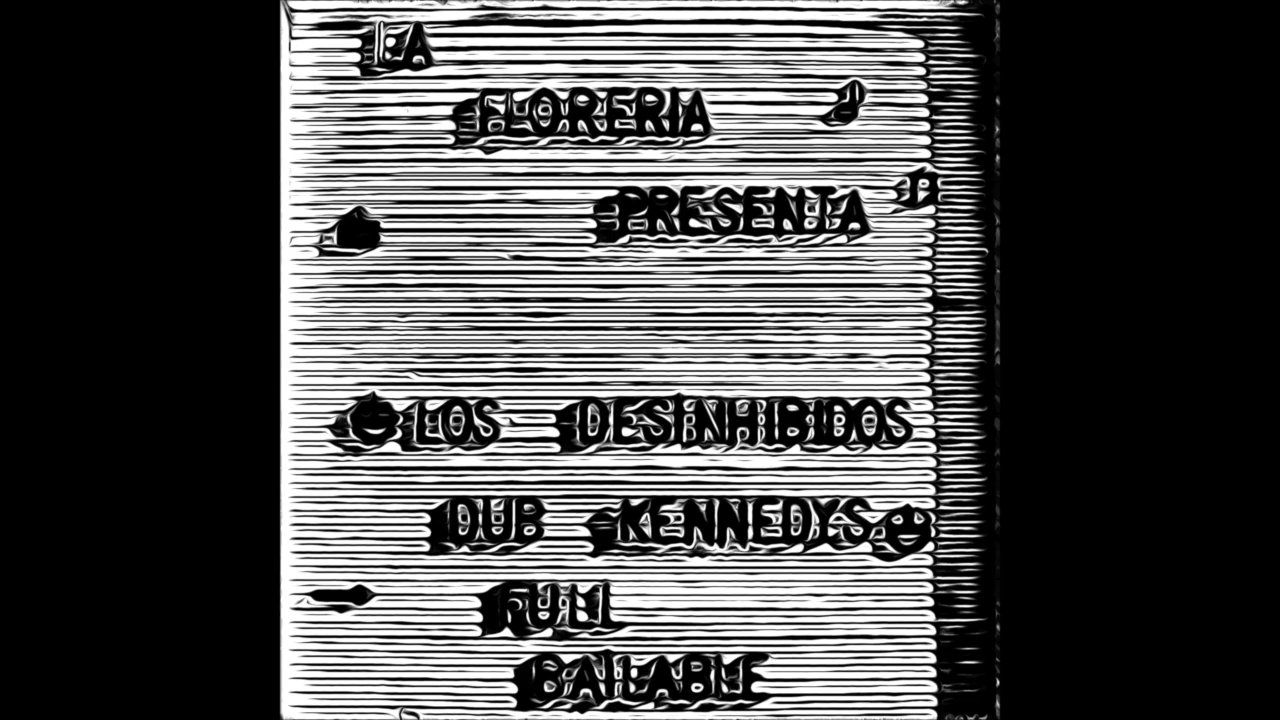 LA
FLORERIA
PRESENTA
LOS DESINHIBIDOS
DUB KENNEDYS
FULL
BAILABLE